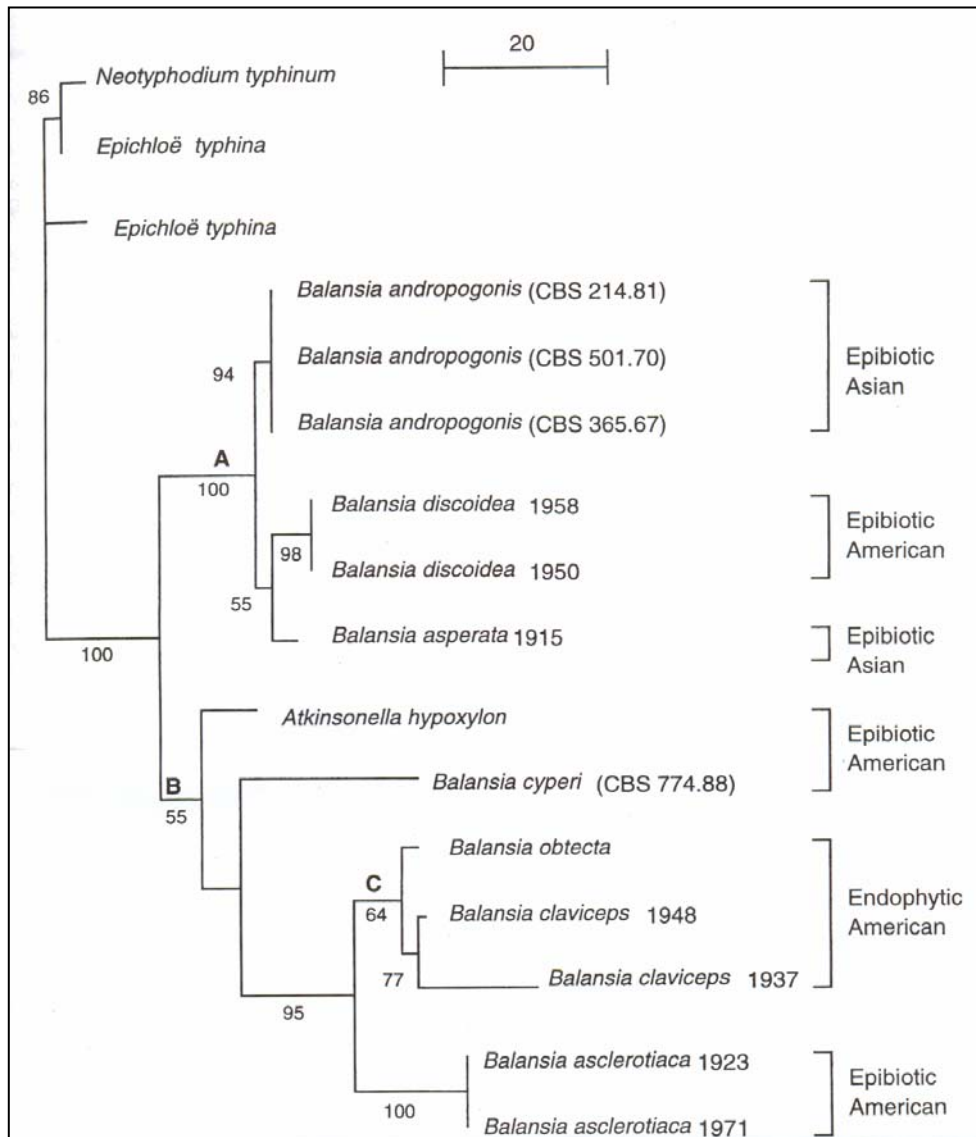 20
Neotyphodium typhinum
86
Epichloë typhina
Epichloë typhina
Balansia andropogonis (CBS 214.81)
Balansia andropogonis (CBS 501.70)
94
Balansia andropogonis (CBS 365.67)
Epibiotic
Asian
A
100
Balansia discoidea 1958
98
Balansia discoidea 1950
Epibiotic
American
55
Balansia asperata 1915
Epibiotic
Asian
100
Atkinsonella hypoxylon
B
55
Balansia cyperi (CBS 774.88)
Epibiotic
American
Balansia obtecta
C
64
Balansia claviceps 1948
77
Balansia claviceps 1937
Endophytic
American
95
Balansia asclerotiaca 1923
100
Balansia asclerotiaca 1971
Epibiotic
American